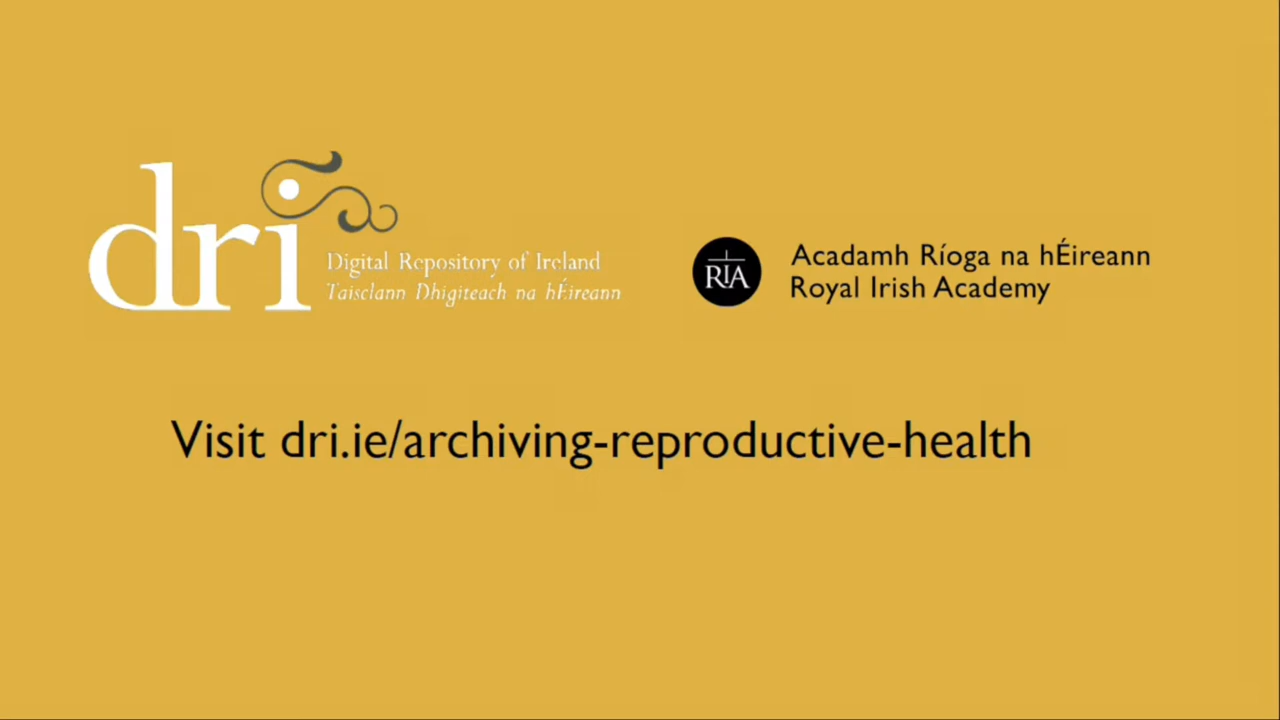 dri
Digital Repository of Ireland
Taisclann Dhigiteach na hÉireann
RIA
Acadamh Ríoga na hÉireann
Royal Irish Academy
Visit dri.ie/archiving-reproductive-health